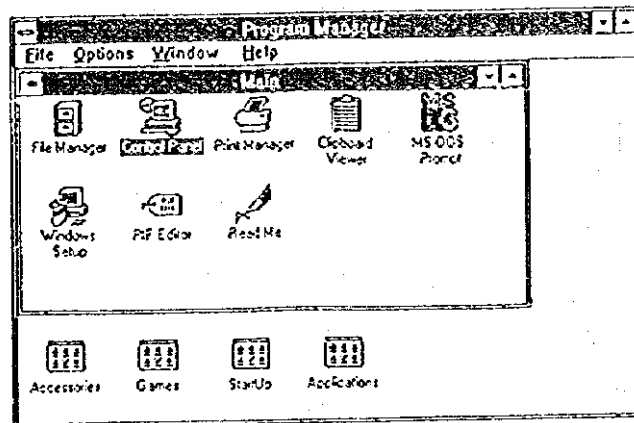 Program Manager
File Options Window Help
Main
File Manager Control Panel Print Manager Clipboard Viewer MS-DOS Prompt
Windows Setup PIF Editor Read Me
Accessories Games StartUp Applications